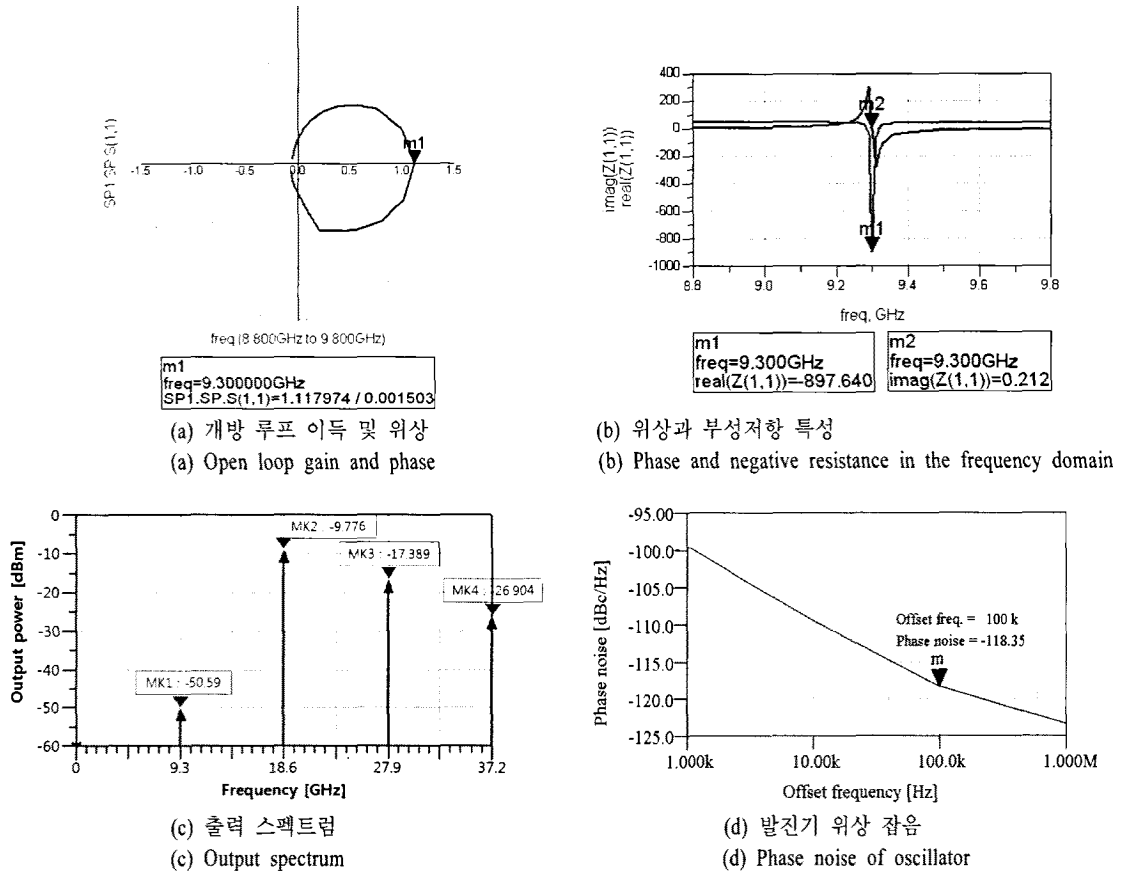 SP1.SP.S(1,1)
-1.5 -1.0 -0.5 0.0 0.5 1.0 1.5
m1
freq (8.800GHz to 9.800GHz)
m1
freq=9.300000GHz
SP1.SP.S(1,1)=1.117974 / 0.001503
(a) 개방 루프 이득 및 위상
(a) Open loop gain and phase
imag(Z(1,1))
real(Z(1,1))
400
200
0
-200
-400
-600
-800
-1000
m2
m1
8.8 9.0 9.2 9.4 9.6 9.8
freq, GHz
m1
freq=9.300GHz
real(Z(1,1))=-897.640
m2
freq=9.300GHz
imag(Z(1,1))=0.212
(b) 위상과 부성저항 특성
(b) Phase and negative resistance in the frequency domain
Output power [dBm]
0
-10
-20
-30
-40
-50
-60
MK1 : -50.59
MK2 : -9.776
MK3 : -17.389
MK4 : -26.904
0 9.3 18.6 27.9 37.2
Frequency [GHz]
(c) 출력 스펙트럼
(c) Output spectrum
Phase noise [dBc/Hz]
-95.00
-100.0
-105.0
-110.0
-115.0
-120.0
-125.0
Offset freq. = 100 k
Phase noise = -118.35
m
1.000k 10.00k 100.0k 1.000M
Offset frequency [Hz]
(d) 발진기 위상 잡음
(d) Phase noise of oscillator